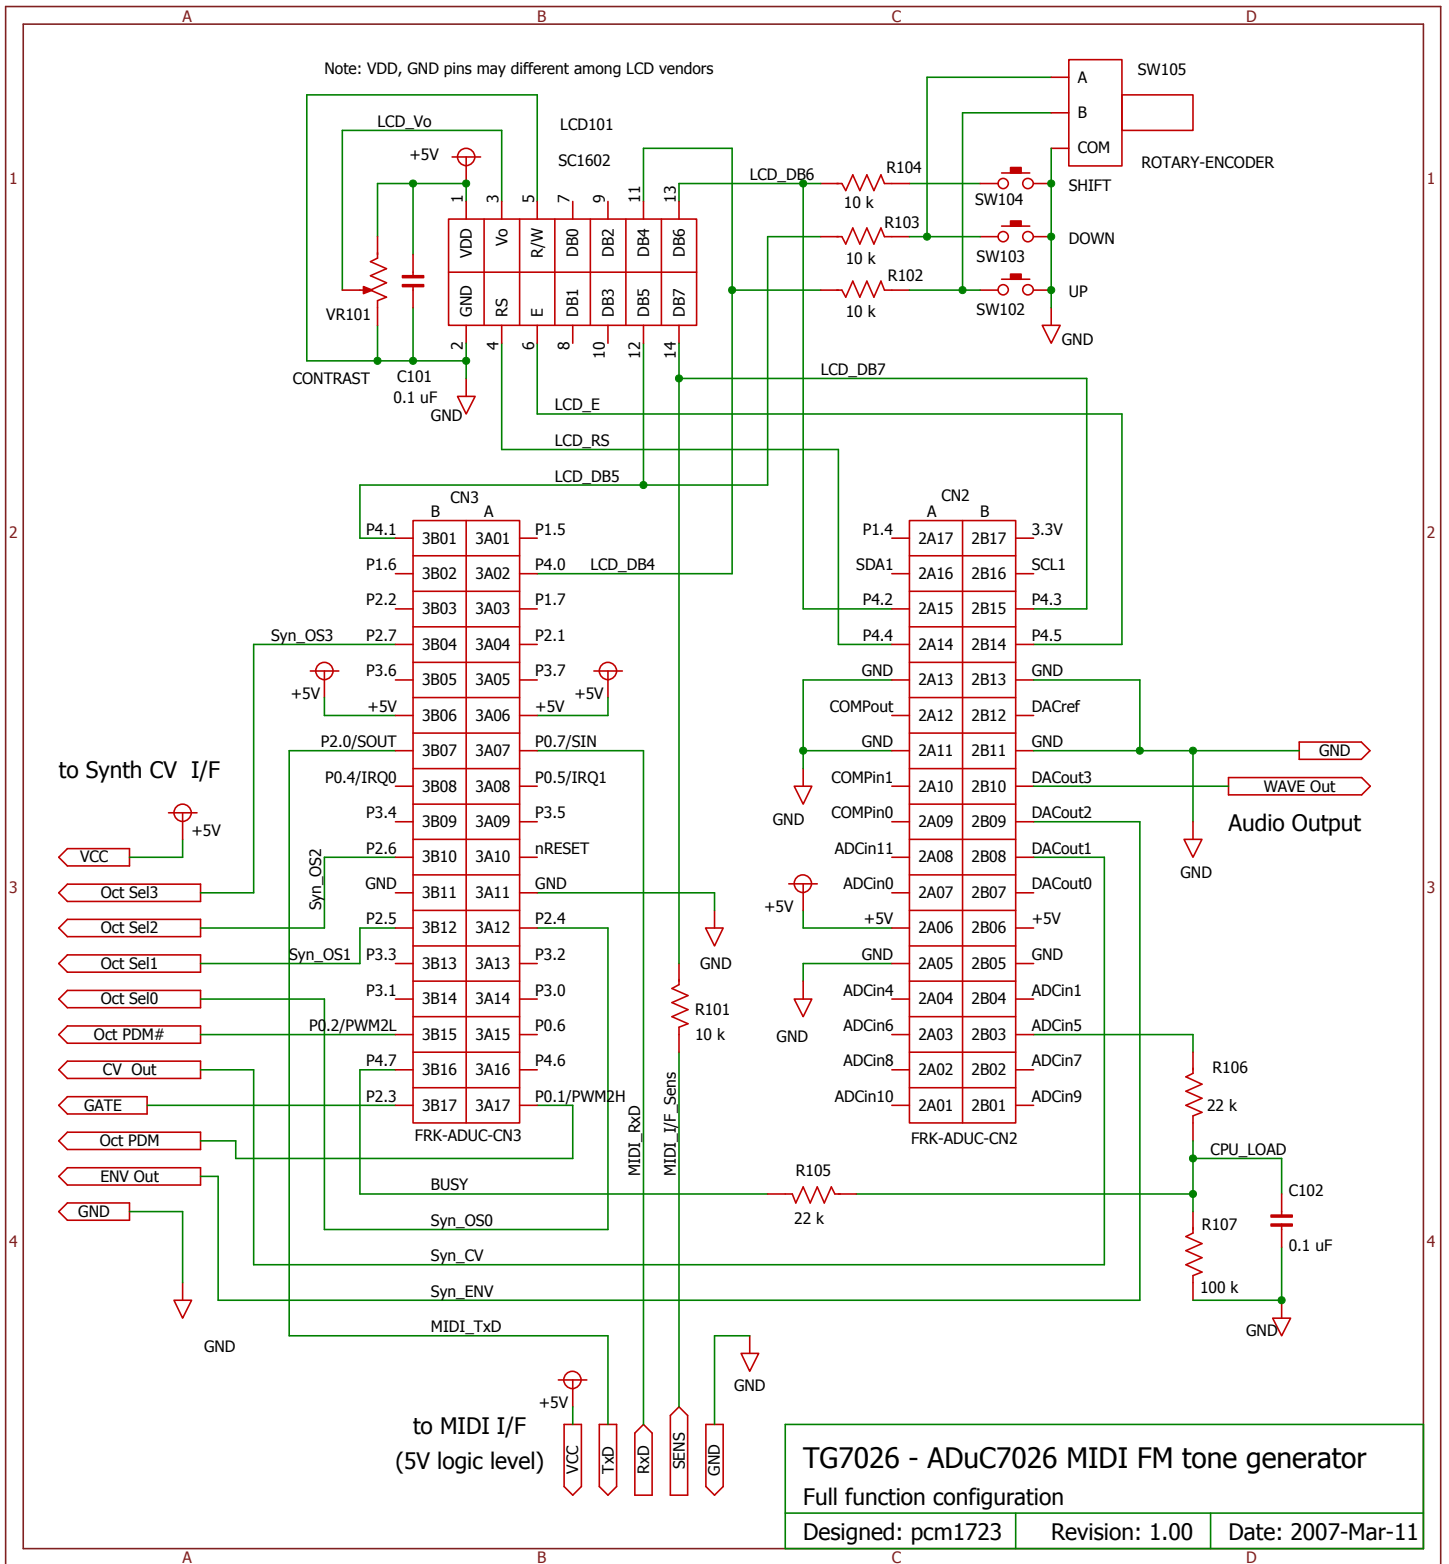 A B C D
Note: VDD, GND pins may different among LCD vendors
SW105
A
B
COM
ROTARY-ENCODER
LCD_Vo
LCD101
+5V
SC1602
1 3 5 7 9 11 13
VDD Vo R/W DB0 DB2 DB4 DB6
GND RS E DB1 DB3 DB5 DB7
2 4 6 8 10 12 14
LCD_DB6
R104
10 k
SW104
SHIFT
R103
10 k
SW103
DOWN
R102
10 k
SW102
UP
GND
1 1
VR101
CONTRAST
C101
0.1 uF
GND
LCD_DB7
LCD_E
LCD_RS
LCD_DB5
2 2
CN3
B A
P4.1 3B01 3A01 P1.5
P1.6 3B02 3A02 P4.0 LCD_DB4
P2.2 3B03 3A03 P1.7
Syn_OS3 P2.7 3B04 3A04 P2.1
P3.6 3B05 3A05 P3.7
+5V +5V
+5V 3B06 3A06 +5V
P2.0/SOUT 3B07 3A07 P0.7/SIN
P0.4/IRQ0 3B08 3A08 P0.5/IRQ1
P3.4 3B09 3A09 P3.5
Syn_OS2 P2.6 3B10 3A10 nRESET
GND 3B11 3A11 GND
P2.5 3B12 3A12 P2.4
Syn_OS1 P3.3 3B13 3A13 P3.2
P3.1 3B14 3A14 P3.0
P0.2/PWM2L 3B15 3A15 P0.6
P4.7 3B16 3A16 P4.6
P2.3 3B17 3A17 P0.1/PWM2H
FRK-ADUC-CN3
GND
CN2
A B
P1.4 2A17 2B17 3.3V
SDA1 2A16 2B16 SCL1
P4.2 2A15 2B15 P4.3
P4.4 2A14 2B14 P4.5
GND 2A13 2B13 GND
COMPout 2A12 2B12 DACref
GND 2A11 2B11 GND
COMPin1 2A10 2B10 DACout3
COMPin0 2A09 2B09 DACout2
ADCin11 2A08 2B08 DACout1
ADCin0 2A07 2B07 DACout0
+5V 2A06 2B06 +5V
GND 2A05 2B05 GND
ADCin4 2A04 2B04 ADCin1
ADCin6 2A03 2B03 ADCin5
ADCin8 2A02 2B02 ADCin7
ADCin10 2A01 2B01 ADCin9
FRK-ADUC-CN2
GND
+5V
GND
GND
WAVE Out
Audio Output
GND
3 3
to Synth CV I/F
+5V
VCC
Oct Sel3
Oct Sel2
Oct Sel1
Oct Sel0
Oct PDM#
CV Out
GATE
Oct PDM
ENV Out
GND
GND
R101
10 k
MIDI_RxD
MIDI_I/F_Sens
R106
22 k
CPU_LOAD
R105
22 k
C102
0.1 uF
R107
100 k
GND
BUSY
Syn_OS0
Syn_CV
Syn_ENV
MIDI_TxD
4 4
GND
+5V
to MIDI I/F
(5V logic level)
VCC
TxD
RxD
SENS
GND
TG7026 - ADuC7026 MIDI FM tone generator
Full function configuration
Designed: pcm1723 Revision: 1.00 Date: 2007-Mar-11
A B C D